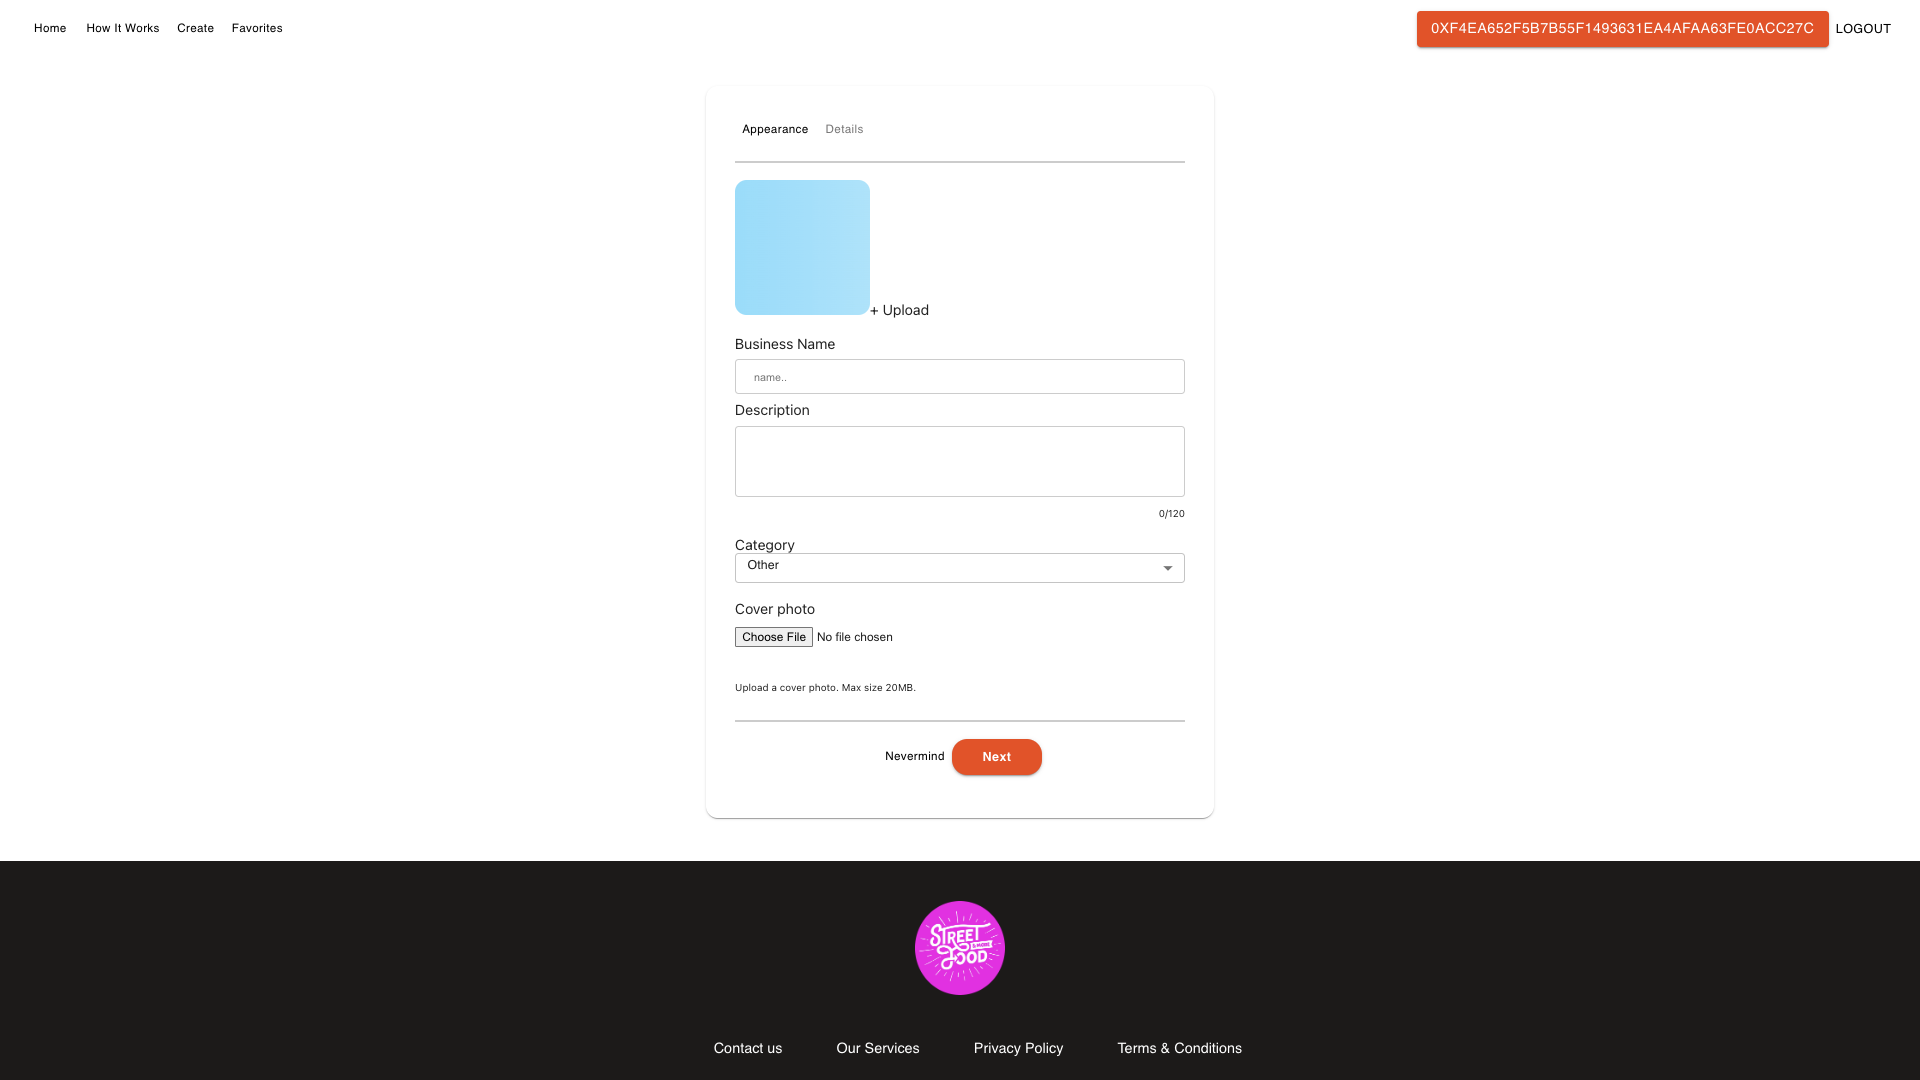 Home How It Works Create Favorites 0XF4EA652F5B7B55F1493631EA4AFAA63FE0ACC27C LOGOUT
Appearance Details
+ Upload
Business Name
name..
Description
0/120
Category
Other
Cover photo
Choose File No file chosen
Upload a cover photo. Max size 20MB.
Nevermind Next
STREET
FOOD
Contact us Our Services Privacy Policy Terms & Conditions